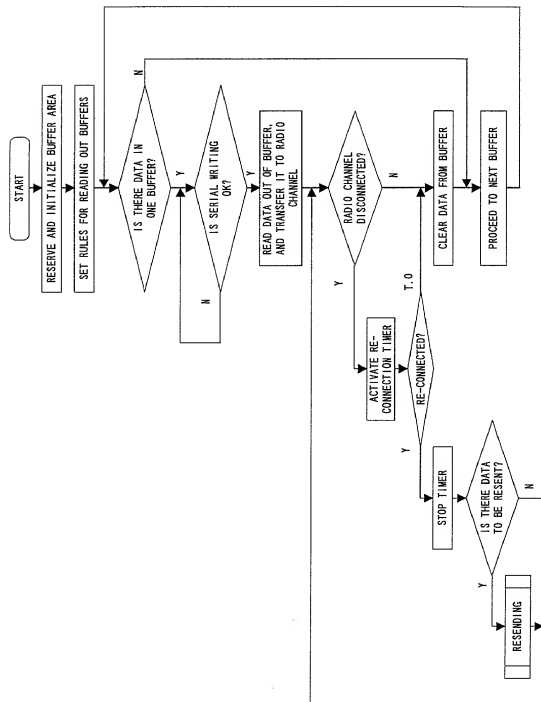 START
RESERVE AND INITIALIZE BUFFER AREA
SET RULES FOR READING OUT BUFFERS
IS THERE DATA IN
ONE BUFFER?
N
Y
IS SERIAL WRITING
OK?
N
Y
READ DATA OUT OF BUFFER,
AND TRANSFER IT TO RADIO
CHANNEL
RADIO CHANNEL
DISCONNECTED?
Y
N
ACTIVATE RE-
CONNECTION TIMER
RE-CONNECTED?
T.O
Y
CLEAR DATA FROM BUFFER
PROCEED TO NEXT BUFFER
STOP TIMER
IS THERE DATA
TO BE RESENT?
Y
N
RESENDING